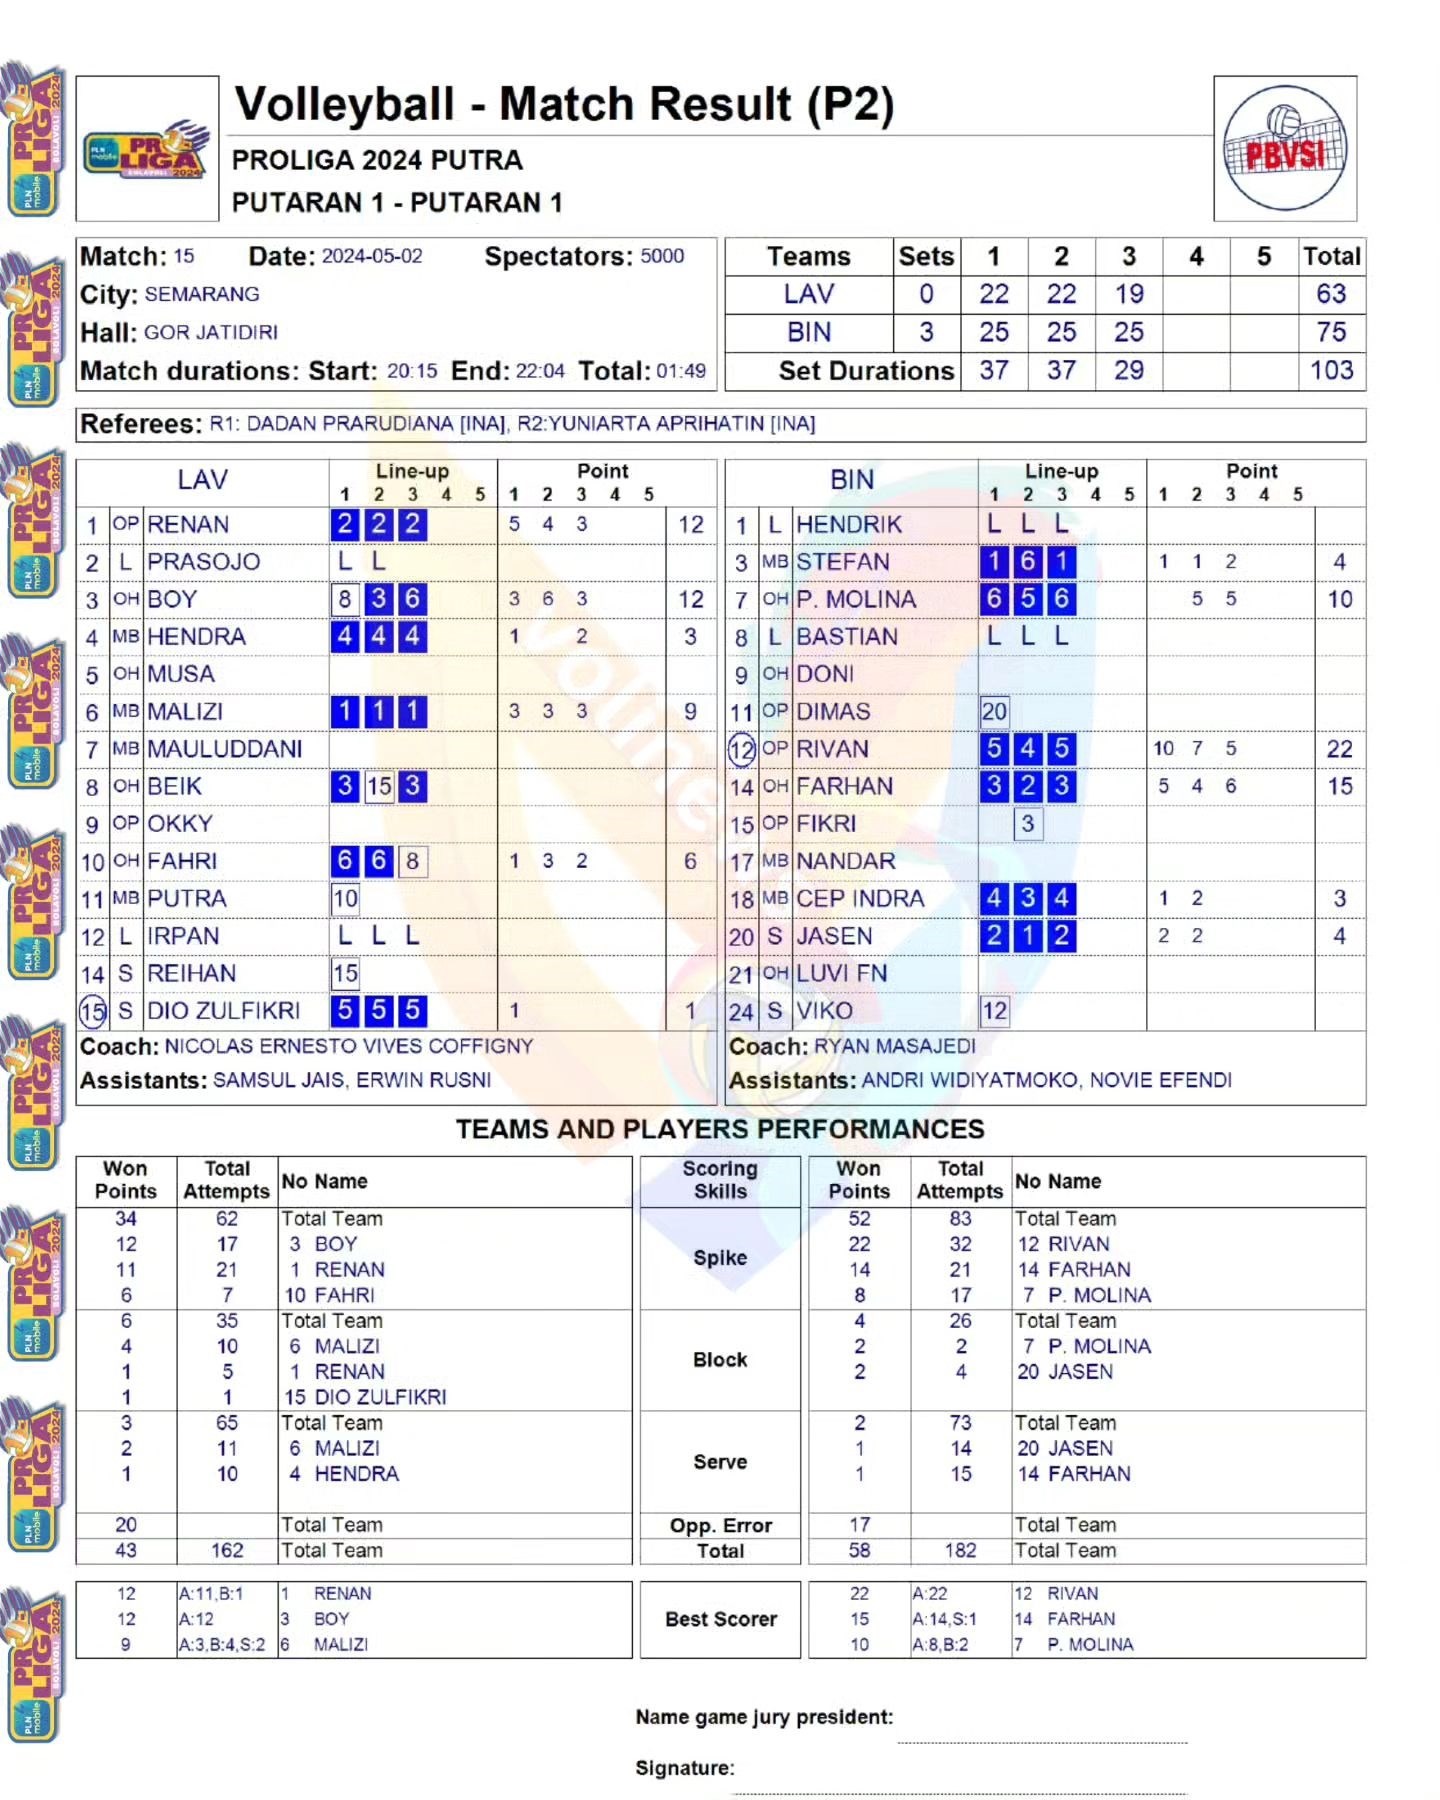 Volleyball - Match Result (P2)
PROLIGA 2024 PUTRA
PUTARAN 1 - PUTARAN 1
PLN mobile PROLIGA BOLAVOLI 2024
PBVSI
Match: 15 Date: 2024-05-02 Spectators: 5000
City: SEMARANG
Hall: GOR JATIDIRI
Match durations: Start: 20:15 End: 22:04 Total: 01:49
Teams Sets 1 2 3 4 5 Total
LAV 0 22 22 19 63
BIN 3 25 25 25 75
Set Durations 37 37 29 103
Referees: R1: DADAN PRARUDIANA [INA], R2:YUNIARTA APRIHATIN [INA]
LAV Line-up Point
1 2 3 4 5 1 2 3 4 5
1 OP RENAN 2 2 2 5 4 3 12
2 L PRASOJO L L
3 OH BOY 8 3 6 3 6 3 12
4 MB HENDRA 4 4 4 1 2 3
5 OH MUSA
6 MB MALIZI 1 1 1 3 3 3 9
7 MB MAULUDDANI
8 OH BEIK 3 15 3
9 OP OKKY
10 OH FAHRI 6 6 8 1 3 2 6
11 MB PUTRA 10
12 L IRPAN L L L
14 S REIHAN 15
15 S DIO ZULFIKRI 5 5 5 1 1
Coach: NICOLAS ERNESTO VIVES COFFIGNY
Assistants: SAMSUL JAIS, ERWIN RUSNI
BIN Line-up Point
1 2 3 4 5 1 2 3 4 5
1 L HENDRIK L L L
3 MB STEFAN 1 6 1 1 1 2 4
7 OH P. MOLINA 6 5 6 5 5 10
8 L BASTIAN L L L
9 OH DONI
11 OP DIMAS 20
12 OP RIVAN 5 4 5 10 7 5 22
14 OH FARHAN 3 2 3 5 4 6 15
15 OP FIKRI 3
17 MB NANDAR
18 MB CEP INDRA 4 3 4 1 2 3
20 S JASEN 2 1 2 2 2 4
21 OH LUVI FN
24 S VIKO 12
Coach: RYAN MASAJEDI
Assistants: ANDRI WIDIYATMOKO, NOVIE EFENDI
TEAMS AND PLAYERS PERFORMANCES
Won Points Total Attempts No Name Scoring Skills Won Points Total Attempts No Name
34 62 Total Team Spike 52 83 Total Team
12 17 3 BOY 22 32 12 RIVAN
11 21 1 RENAN 14 21 14 FARHAN
6 7 10 FAHRI 8 17 7 P. MOLINA
6 35 Total Team Block 4 26 Total Team
4 10 6 MALIZI 2 2 7 P. MOLINA
1 5 1 RENAN 2 4 20 JASEN
1 1 15 DIO ZULFIKRI
3 65 Total Team Serve 2 73 Total Team
2 11 6 MALIZI 1 14 20 JASEN
1 10 4 HENDRA 1 15 14 FARHAN
20 Total Team Opp. Error 17 Total Team
43 162 Total Team Total 58 182 Total Team
12 A:11,B:1 1 RENAN Best Scorer 22 A:22 12 RIVAN
12 A:12 3 BOY 15 A:14,S:1 14 FARHAN
9 A:3,B:4,S:2 6 MALIZI 10 A:8,B:2 7 P. MOLINA
Name game jury president:
Signature: